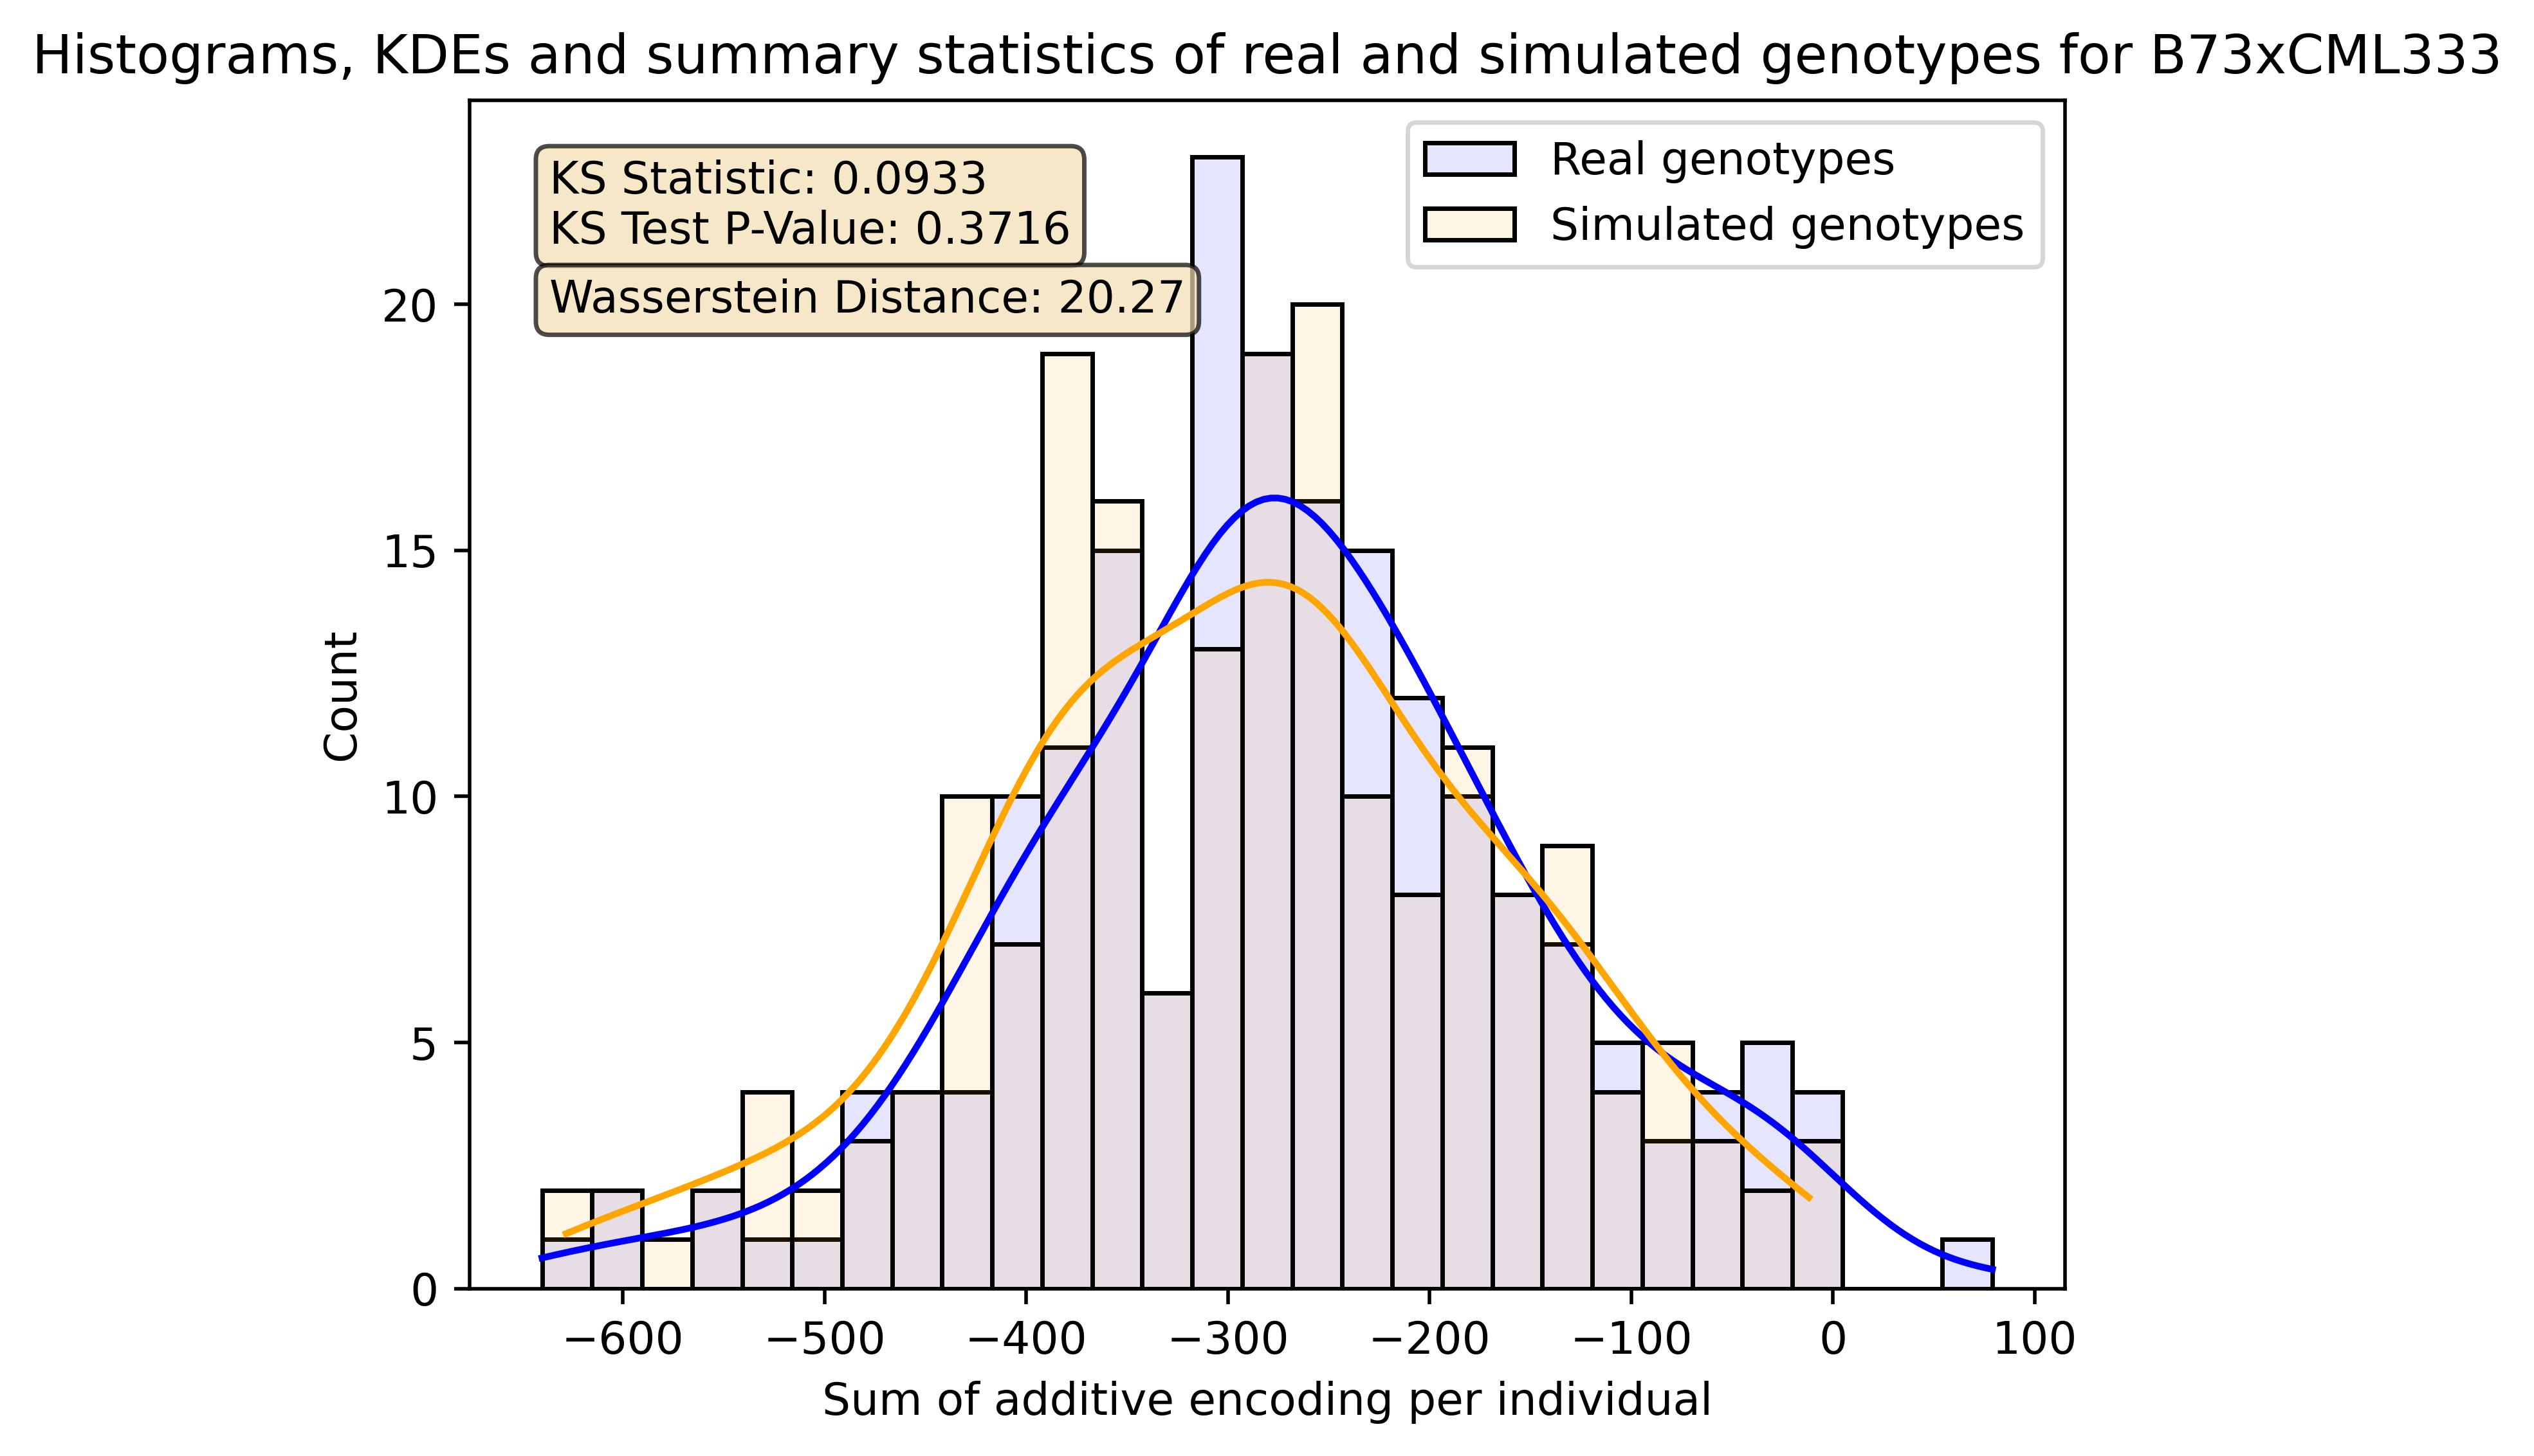 Histograms, KDEs and summary statistics of real and simulated genotypes for B73xCML333
KS Statistic: 0.0933
KS Test P-Value: 0.3716
Wasserstein Distance: 20.27
Real genotypes
Simulated genotypes
Count
20
15
10
5
0
−600 −500 −400 −300 −200 −100 0 100
Sum of additive encoding per individual